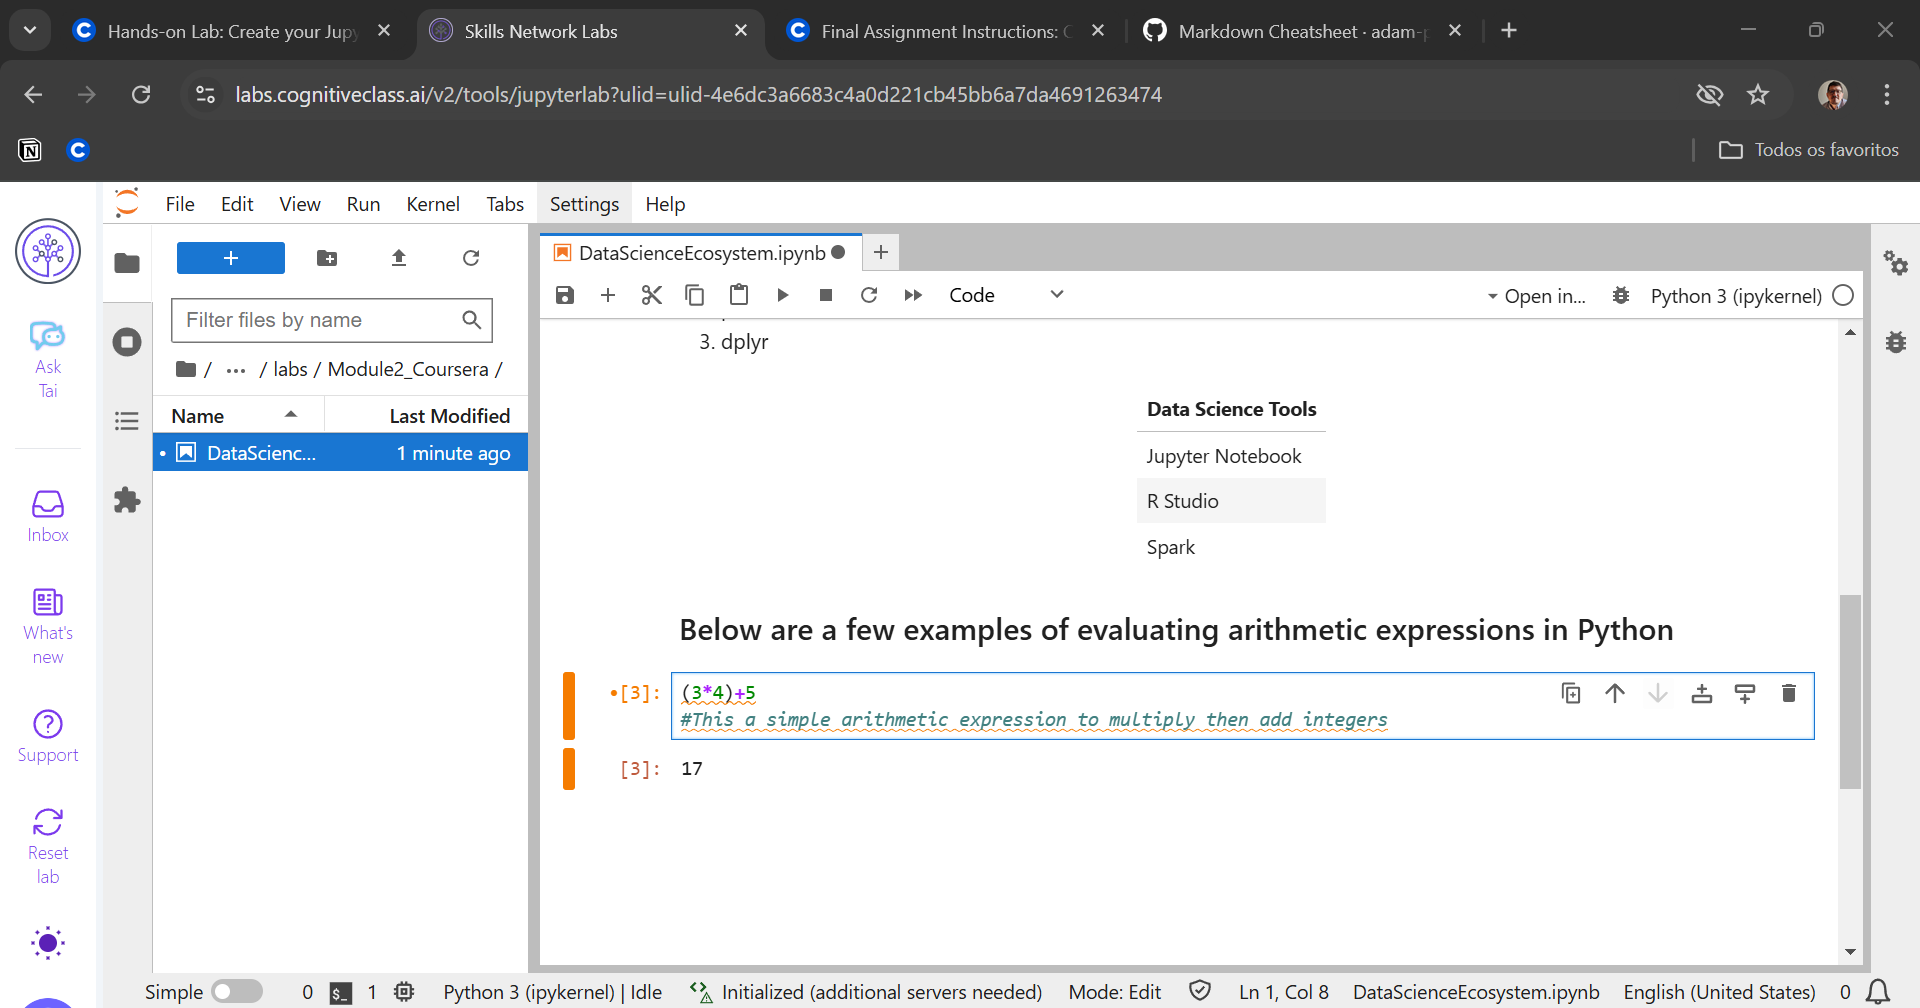 Hands-on Lab: Create your Jupy
Skills Network Labs
Final Assignment Instructions: C
Markdown Cheatsheet · adam-p
labs.cognitiveclass.ai/v2/tools/jupyterlab?ulid=ulid-4e6dc3a6683c4a0d221cb45bb6a7da4691263474
Todos os favoritos
File Edit View Run Kernel Tabs Settings Help
Ask
Tai
Inbox
What's
new
Support
Reset
lab
Filter files by name
/ ··· / labs / Module2_Coursera /
Name Last Modified
DataScienc... 1 minute ago
DataScienceEcosystem.ipynb
Code
Open in...
Python 3 (ipykernel)
3. dplyr
Data Science Tools
Jupyter Notebook
R Studio
Spark
Below are a few examples of evaluating arithmetic expressions in Python
•[3]: (3*4)+5
#This a simple arithmetic expression to multiply then add integers
[3]: 17
Simple 0 $_ 1 Python 3 (ipykernel) | Idle Initialized (additional servers needed) Mode: Edit Ln 1, Col 8 DataScienceEcosystem.ipynb English (United States) 0